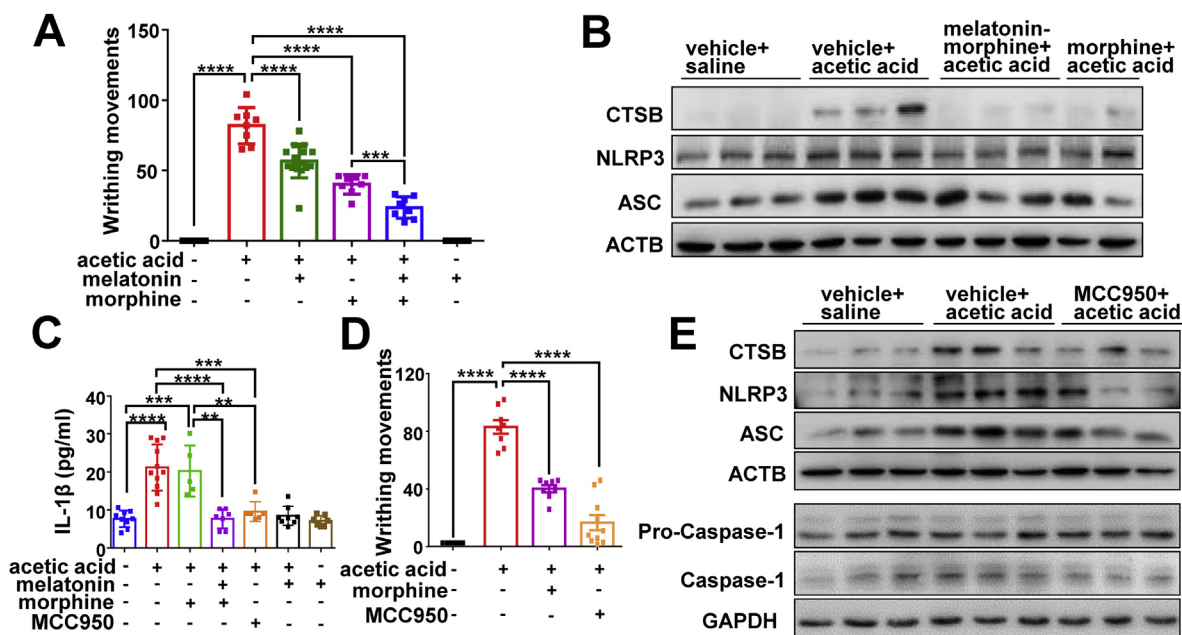 A
Writhing movements
150
100
50
0
****
****
****
****
***
acetic acid - + + + + -
melatonin - - + - + +
morphine - - - + + -
B
vehicle+
saline
vehicle+
acetic acid
melatonin-
morphine+
acetic acid
morphine+
acetic acid
CTSB
NLRP3
ASC
ACTB
C
IL-1β (pg/ml)
40
30
20
10
0
***
****
*** **
**** **
acetic acid - + + + + + -
melatonin - - - + - + +
morphine - - + + - - -
MCC950 - - - - + - -
D
Writhing movements
120
80
40
0
****
**** ****
acetic acid - + + +
morphine - - + -
MCC950 - - - +
E
vehicle+
saline
vehicle+
acetic acid
MCC950+
acetic acid
CTSB
NLRP3
ASC
ACTB
Pro-Caspase-1
Caspase-1
GAPDH